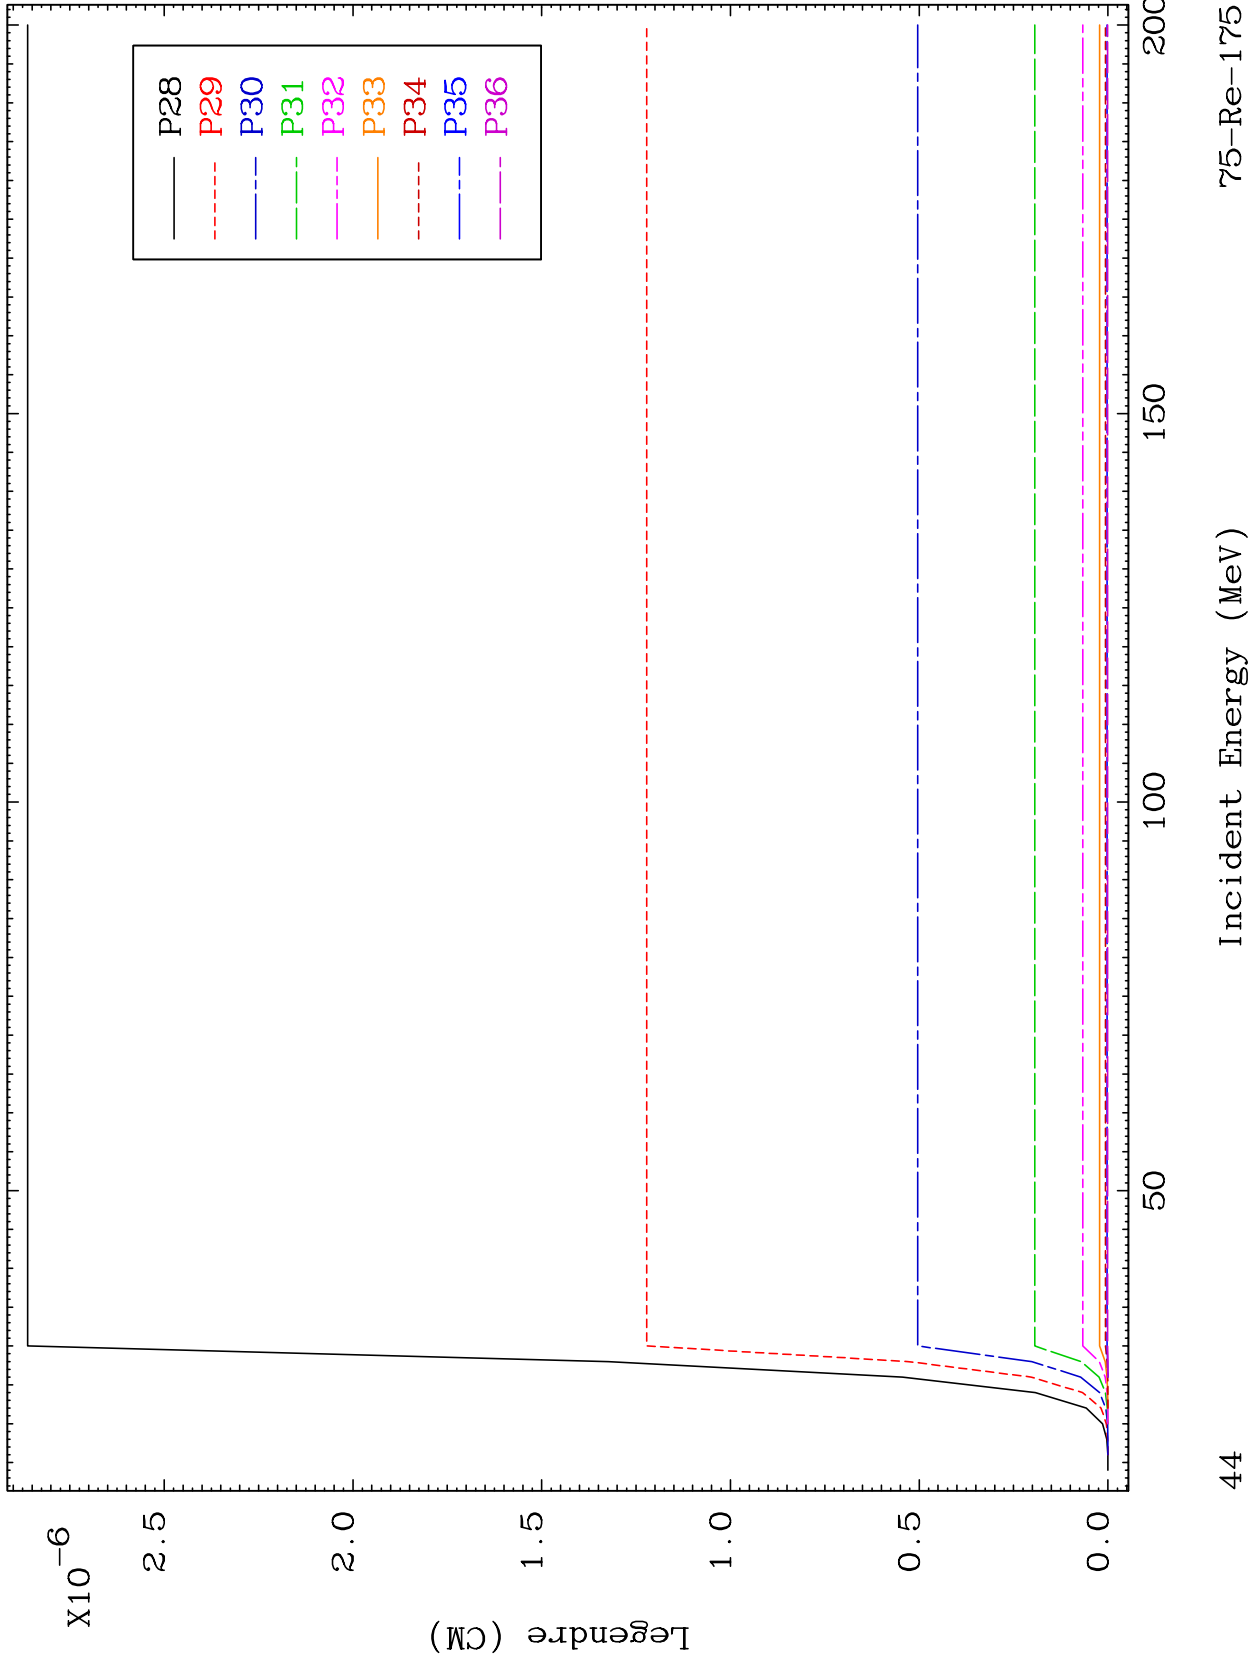 X10-6
2.5
2.0
1.5
1.0
0.5
0.0
Legendre (CM)
P28
P29
P30
P31
P32
P33
P34
P35
P36
50
100
150
200
Incident Energy (MeV)
44
75-Re-175